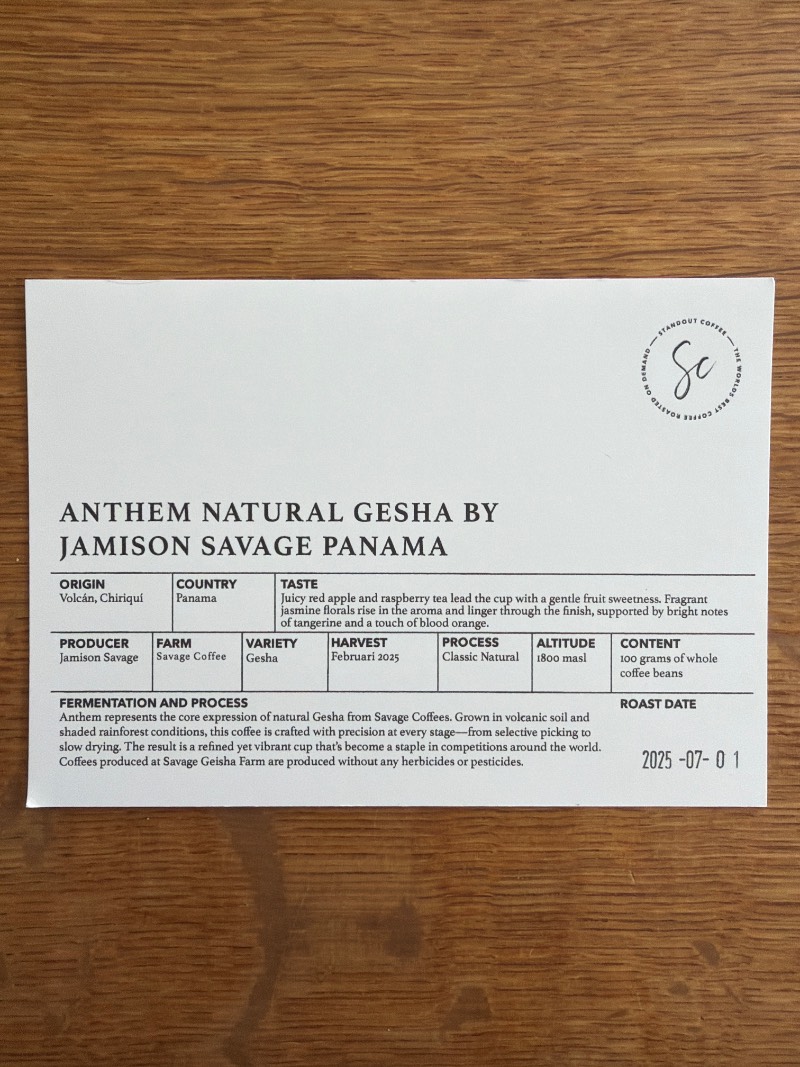 STANDOUT COFFEE — THE WORLDS BEST COFFEE ROASTED ON DEMAND —
Sc
ANTHEM NATURAL GESHA BY
JAMISON SAVAGE PANAMA
ORIGIN
Volcán, Chiriquí
COUNTRY
Panama
TASTE
Juicy red apple and raspberry tea lead the cup with a gentle fruit sweetness. Fragrant
jasmine florals rise in the aroma and linger through the finish, supported by bright notes
of tangerine and a touch of blood orange.
PRODUCER
Jamison Savage
FARM
Savage Coffee
VARIETY
Gesha
HARVEST
Februari 2025
PROCESS
Classic Natural
ALTITUDE
1800 masl
CONTENT
100 grams of whole
coffee beans
FERMENTATION AND PROCESS
Anthem represents the core expression of natural Gesha from Savage Coffees. Grown in volcanic soil and
shaded rainforest conditions, this coffee is crafted with precision at every stage—from selective picking to
slow drying. The result is a refined yet vibrant cup that's become a staple in competitions around the world.
Coffees produced at Savage Geisha Farm are produced without any herbicides or pesticides.
ROAST DATE
2025 -07- 0 1